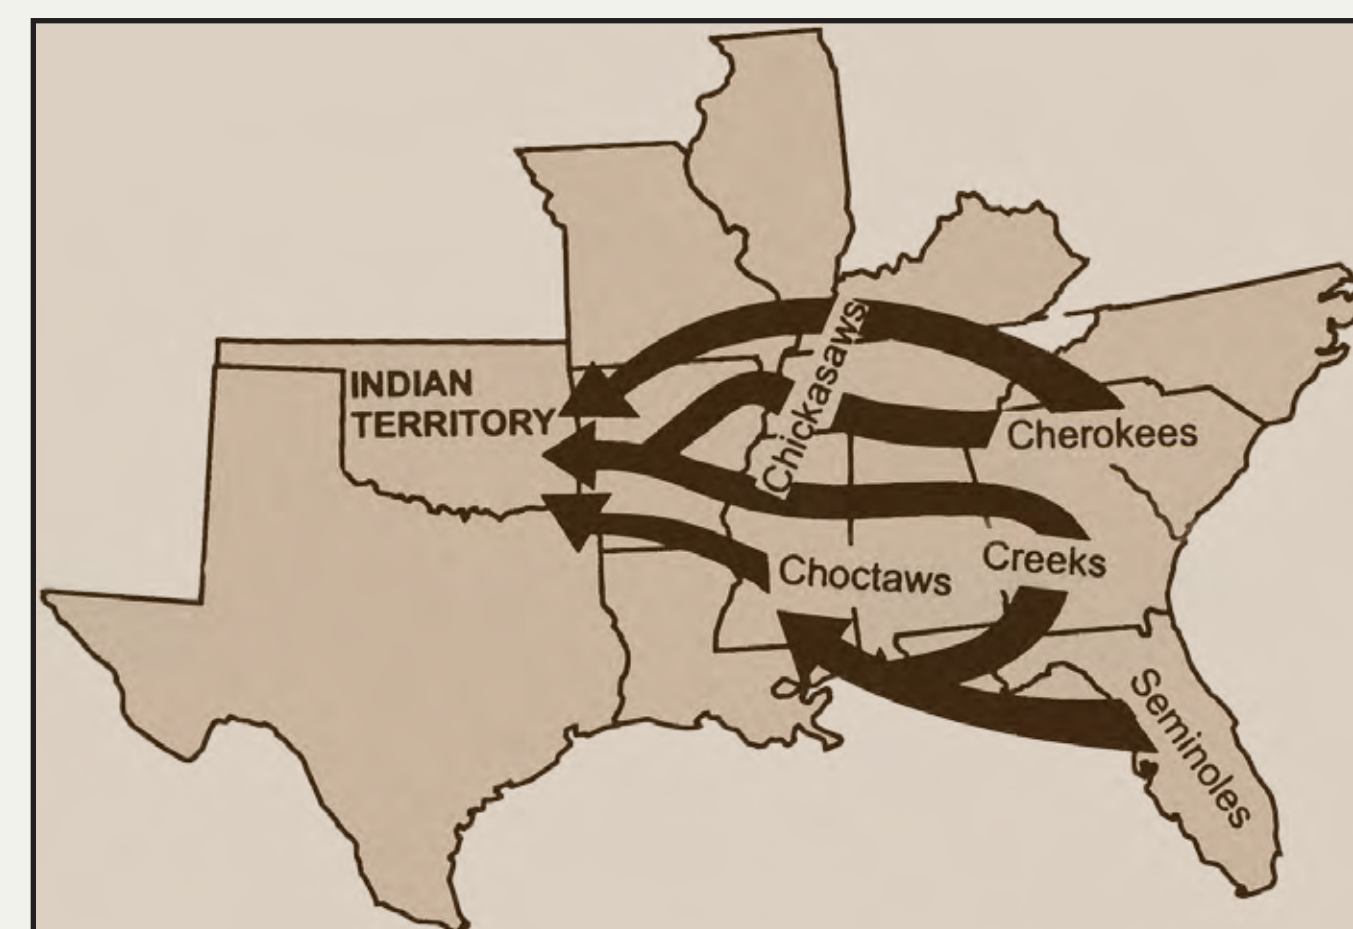 INDIAN
TERRITORY
Chickasaws
Cherokees
Choctaws
Creeks
Seminoles